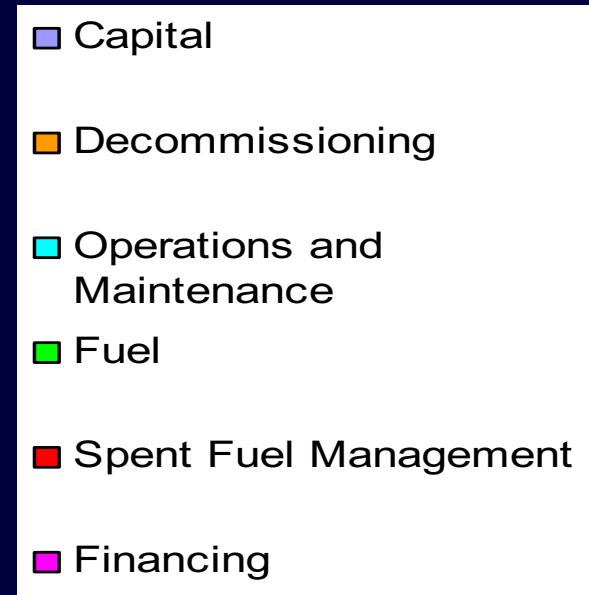 Capital
Decommissioning
Operations and
Maintenance
Fuel
Spent Fuel Management
Financing